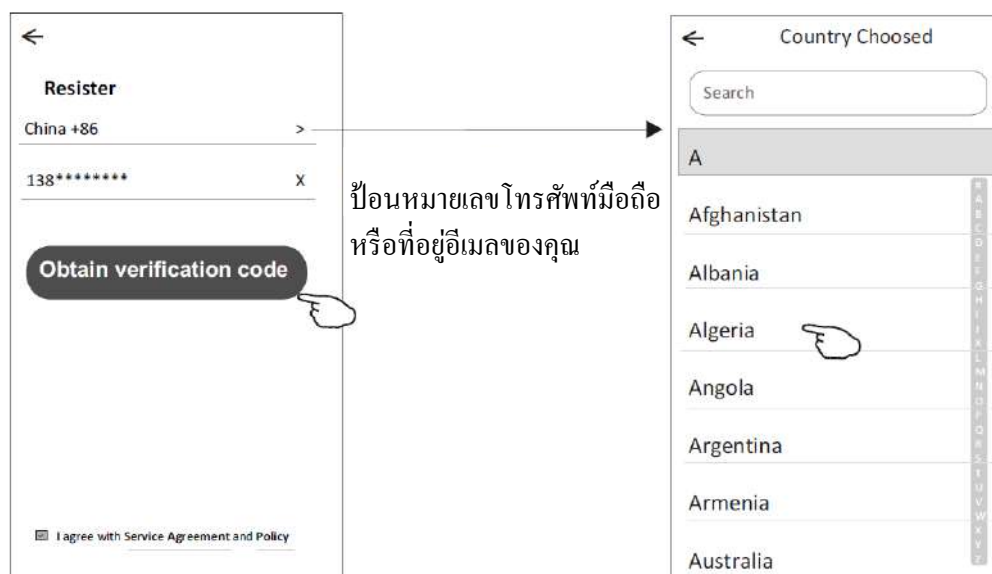 Resister
China +86 >
138******** X
Obtain verification code
I agree with Service Agreement and Policy
ป้อนหมายเลขโทรศัพท์มือถือ
หรือที่อยู่อีเมลของคุณ
Country Choosed
Search
A
Afghanistan
Albania
Algeria
Angola
Argentina
Armenia
Australia